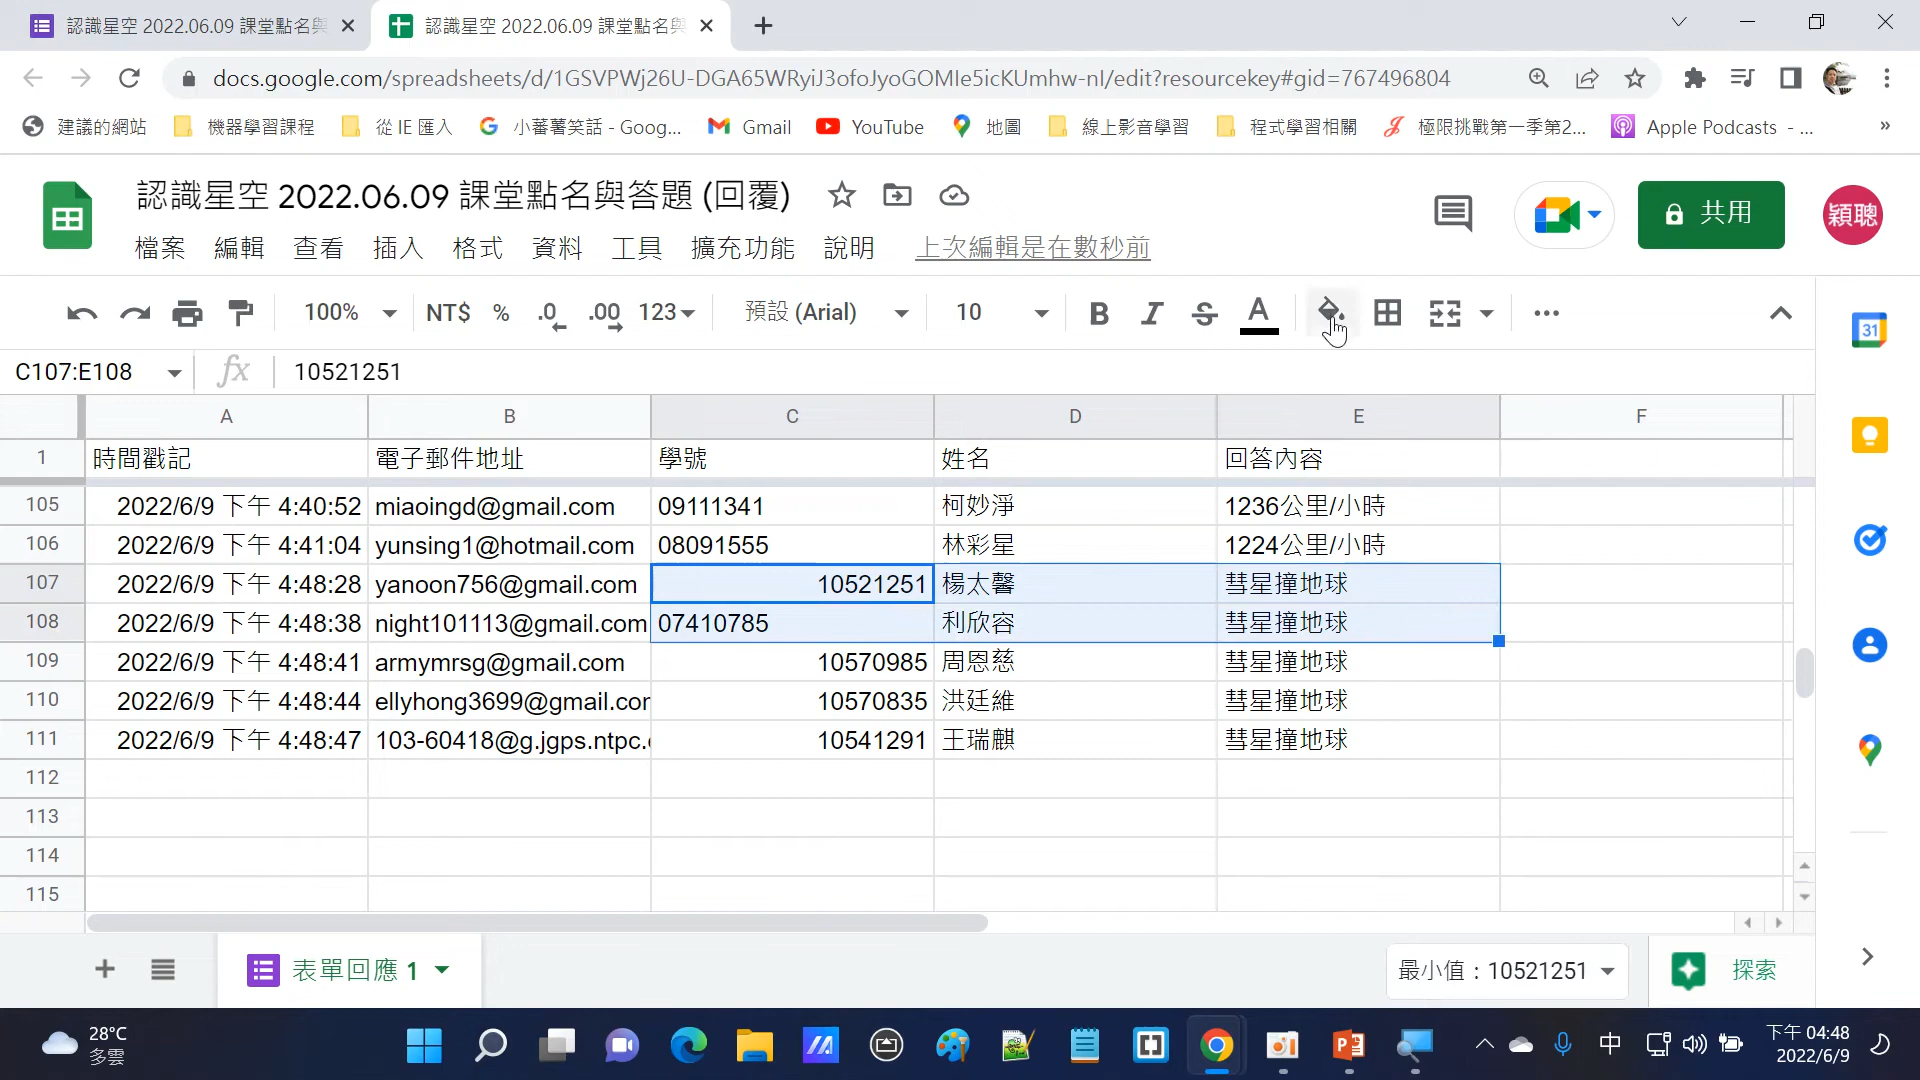 認識星空 2022.06.09 課堂點名與
認識星空 2022.06.09 課堂點名與
docs.google.com/spreadsheets/d/1GSVPWj26U-DGA65WRyiJ3ofoJyoGOMIe5icKUmhw-nI/edit?resourcekey#gid=767496804
建議的網站 機器學習課程 從 IE 匯入 小蕃薯笑話 - Goog... Gmail YouTube 地圖 線上影音學習 程式學習相關 極限挑戰第一季第2... Apple Podcasts - ... »
認識星空 2022.06.09 課堂點名與答題 (回覆)
共用
穎聰
檔案 編輯 查看 插入 格式 資料 工具 擴充功能 說明 上次編輯是在數秒前
100% NT$ % .0 .00 123 預設 (Arial) 10 B I S A
31
C107:E108 fx 10521251
A B C D E F
1 時間戳記 電子郵件地址 學號 姓名 回答內容
105 2022/6/9 下午 4:40:52 miaoingd@gmail.com 09111341 柯妙淨 1236公里/小時
106 2022/6/9 下午 4:41:04 yunsing1@hotmail.com 08091555 林彩星 1224公里/小時
107 2022/6/9 下午 4:48:28 yanoon756@gmail.com 10521251 楊太馨 彗星撞地球
108 2022/6/9 下午 4:48:38 night101113@gmail.com 07410785 利欣容 彗星撞地球
109 2022/6/9 下午 4:48:41 armymrsg@gmail.com 10570985 周恩慈 彗星撞地球
110 2022/6/9 下午 4:48:44 ellyhong3699@gmail.com 10570835 洪廷維 彗星撞地球
111 2022/6/9 下午 4:48:47 103-60418@g.jgps.ntpc. 10541291 王瑞麒 彗星撞地球
112
113
114
115
表單回應 1
最小值：10521251
探索
28°C
多雲
中
下午 04:48
2022/6/9